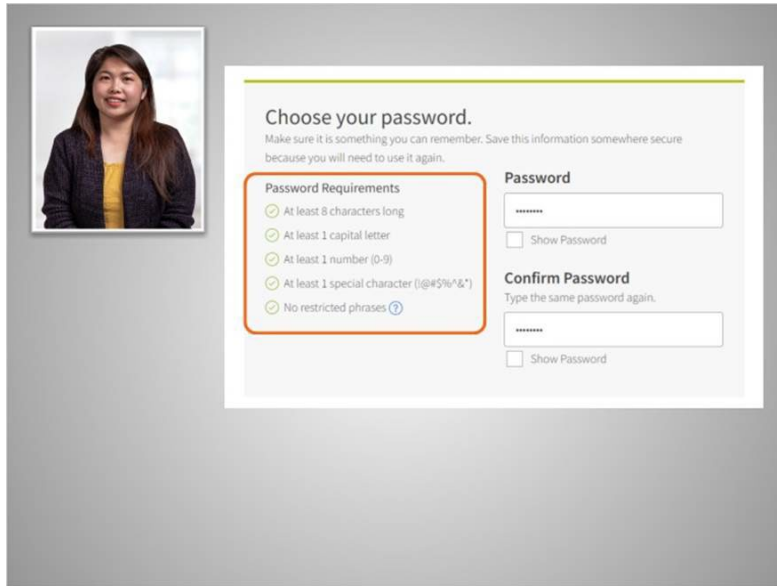 Choose your password.
Make sure it is something you can remember. Save this information somewhere secure
because you will need to use it again.
Password Requirements
At least 8 characters long
At least 1 capital letter
At least 1 number (0-9)
At least 1 special character (!@#$%^&*)
No restricted phrases ?
Password
••••••••
Show Password
Confirm Password
Type the same password again.
••••••••
Show Password